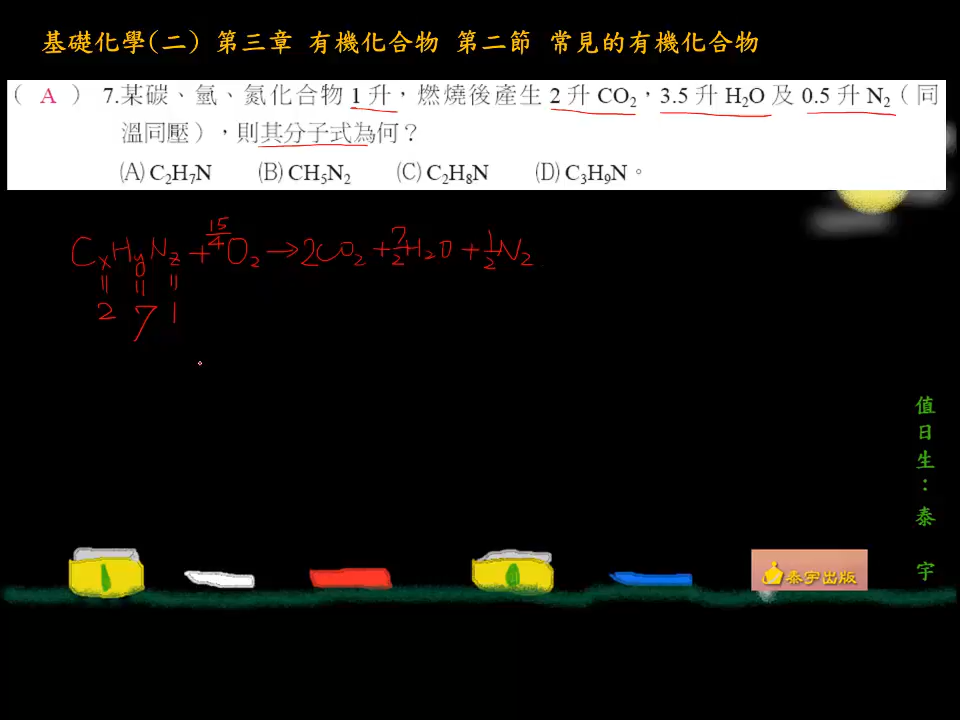 基礎化學(二) 第三章 有機化合物 第二節 常見的有機化合物
( A ) 7.某碳、氫、氮化合物 1 升，燃燒後產生 2 升 CO₂，3.5 升 H₂O 及 0.5 升 N₂（同
溫同壓），則其分子式為何？
(A) C₂H₇N (B) CH₅N₂ (C) C₂H₈N (D) C₃H₉N。
CₓHᵧN_z + 15/4 O₂ → 2CO₂ + 7/2 H₂O + 1/2 N₂
= = =
2 7 1
值日生：泰宇
泰宇出版